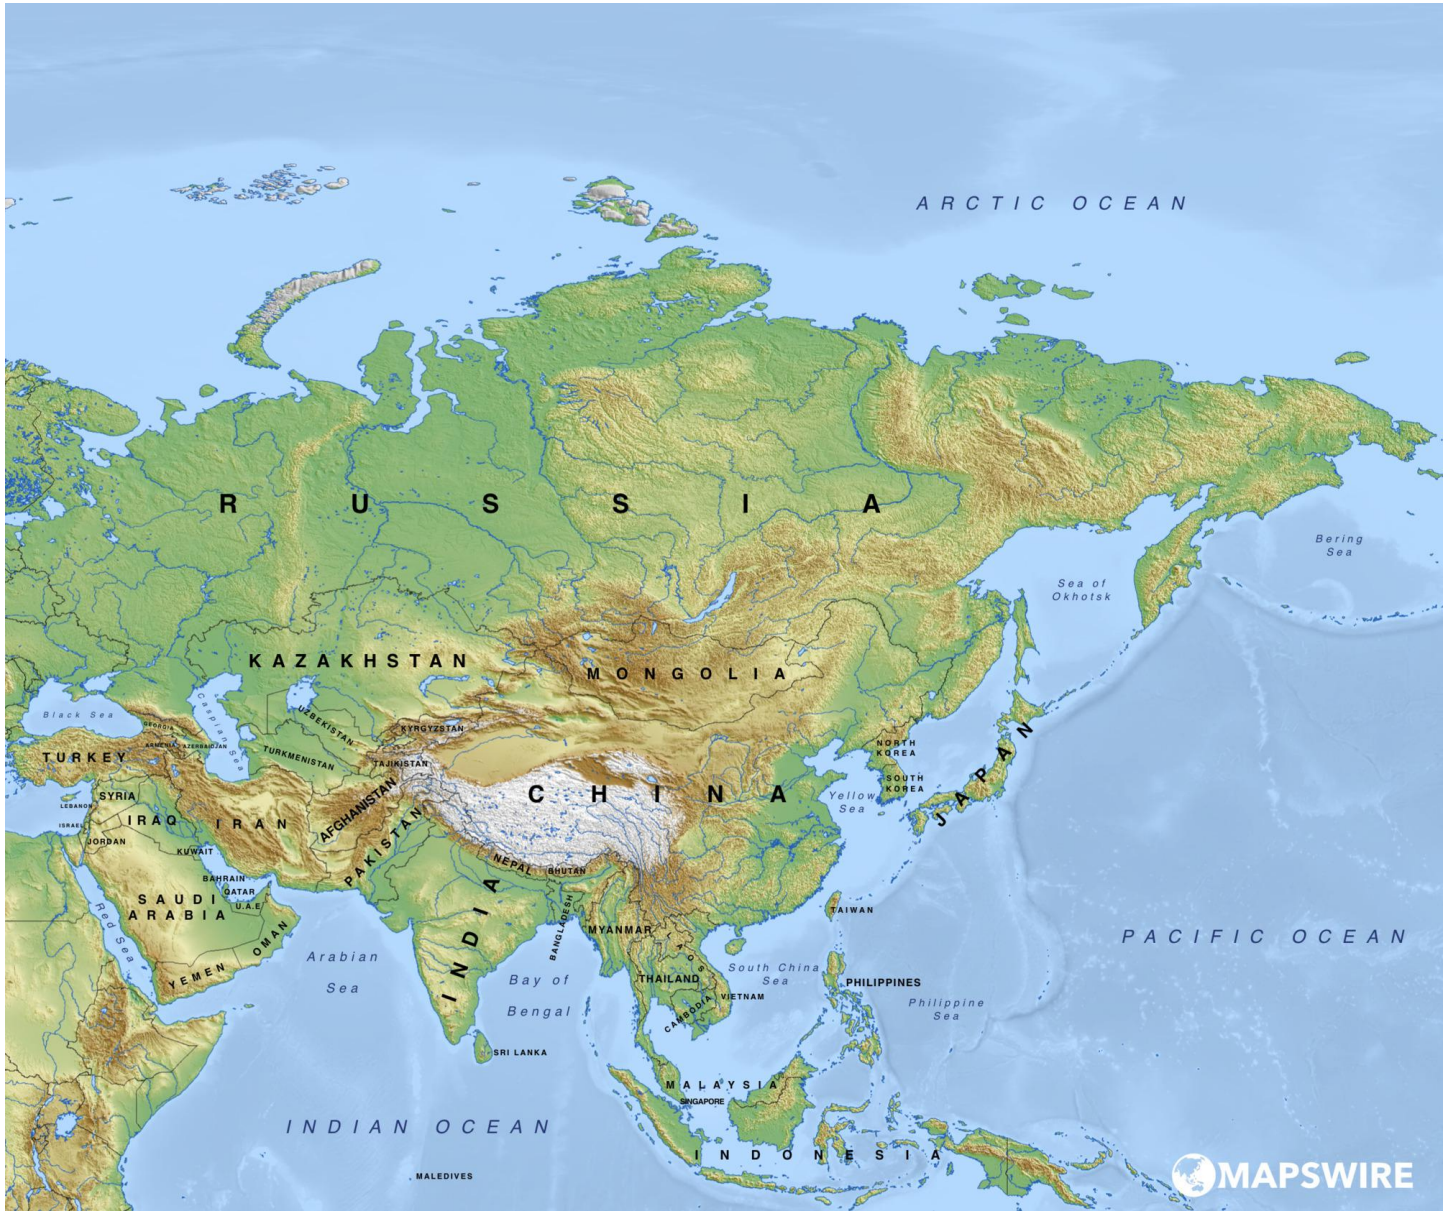 ARCTIC OCEAN
RUSSIA
Bering
Sea
Sea of
Okhotsk
KAZAKHSTAN
MONGOLIA
Black Sea
Caspian Sea
GEORGIA
ARMENIA
AZERBAIDJAN
UZBEKISTAN
KYRGYZSTAN
TURKEY
TURKMENISTAN
TAJIKISTAN
NORTH
KOREA
SOUTH
KOREA
JAPAN
SYRIA
LEBANON
ISRAEL
IRAQ
JORDAN
IRAN
AFGHANISTAN
CHINA
Yellow
Sea
KUWAIT
PAKISTAN
NEPAL
BHUTAN
BAHRAIN
QATAR
U.A.E
SAUDI
ARABIA
INDIA
BANGLADESH
MYANMAR
TAIWAN
Red Sea
OMAN
YEMEN
Arabian
Sea
Bay of
Bengal
LAOS
THAILAND
VIETNAM
CAMBODIA
South China
Sea
PHILIPPINES
Philippine
Sea
PACIFIC OCEAN
SRI LANKA
MALAYSIA
SINGAPORE
INDIAN OCEAN
INDONESIA
MALEDIVES
MAPSWIRE